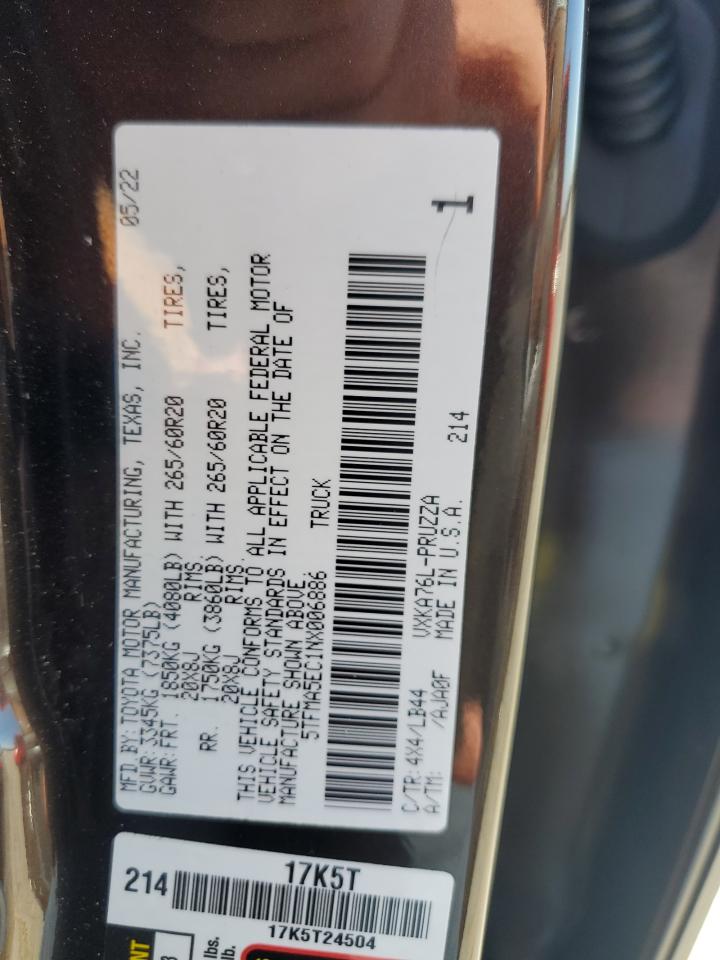 MFD.BY:TOYOTA MOTOR MANUFACTURING, TEXAS, INC. 05/22
GVWR:3345KG (7375LB)
GAWR:FRT. 1850KG (4080LB) WITH 265/60R20 TIRES,
20X8J RIMS.
RR. 1750KG (3860LB) WITH 265/60R20 TIRES,
20X8J RIMS.
THIS VEHICLE CONFORMS TO ALL APPLICABLE FEDERAL MOTOR
VEHICLE SAFETY STANDARDS IN EFFECT ON THE DATE OF
MANUFACTURE SHOWN ABOVE.
5TFMA5EC1NX006886 TRUCK
C/TR:4X4/LB44 VXKA76L-PRUZZA 214
A/TM: /AJA0F MADE IN U.S.A.
1
214 17K5T
17K5T24504
lbs.
lb.